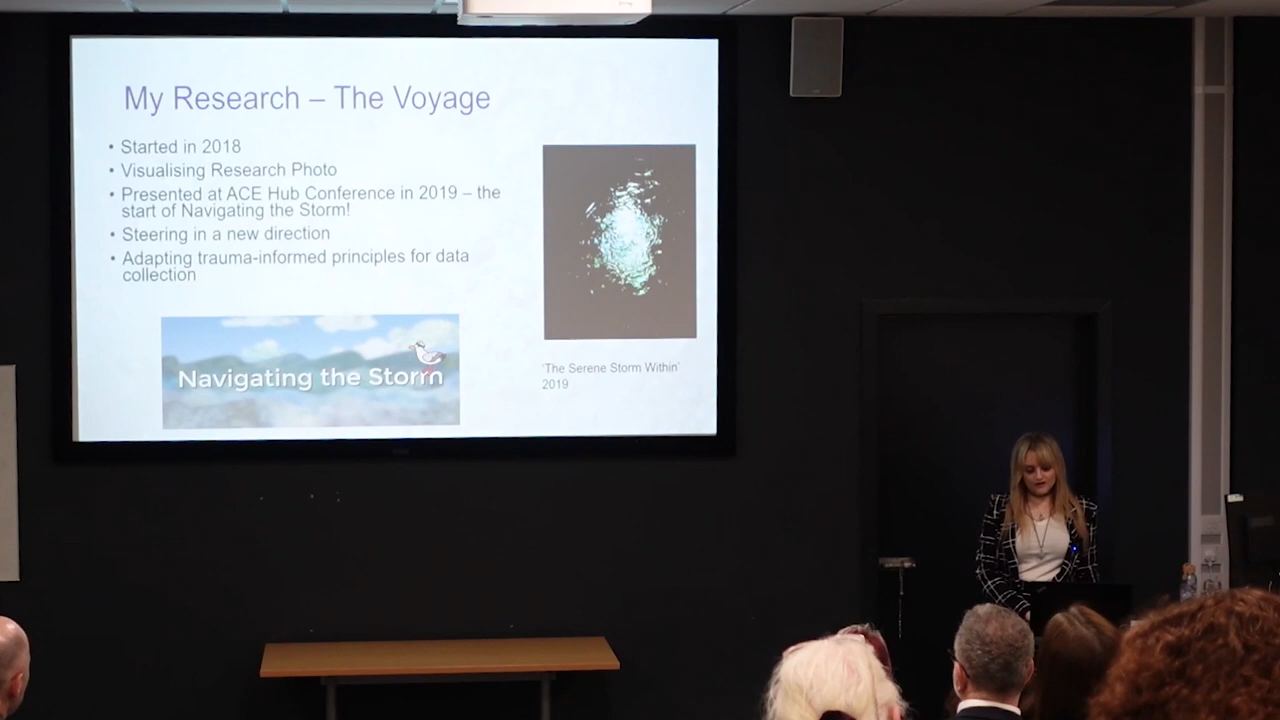 My Research – The Voyage
• Started in 2018
• Visualising Research Photo
• Presented at ACE Hub Conference in 2019 – the
start of Navigating the Storm!
• Steering in a new direction
• Adapting trauma-informed principles for data
collection
Navigating the Storm
'The Serene Storm Within'
2019